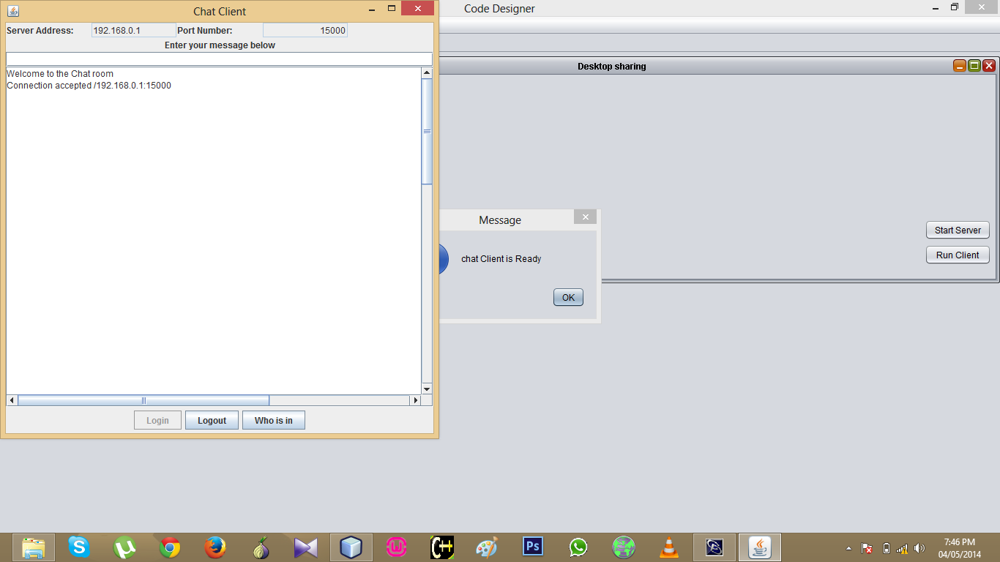 Chat Client
Code Designer
Server Address: 192.168.0.1 Port Number: 15000
Enter your message below
Welcome to the Chat room
Connection accepted /192.168.0.1:15000
Login Logout Who is in
Desktop sharing
Start Server
Run Client
Message
chat Client is Ready
OK
S µ C++ Ps
7:46 PM
04/05/2014